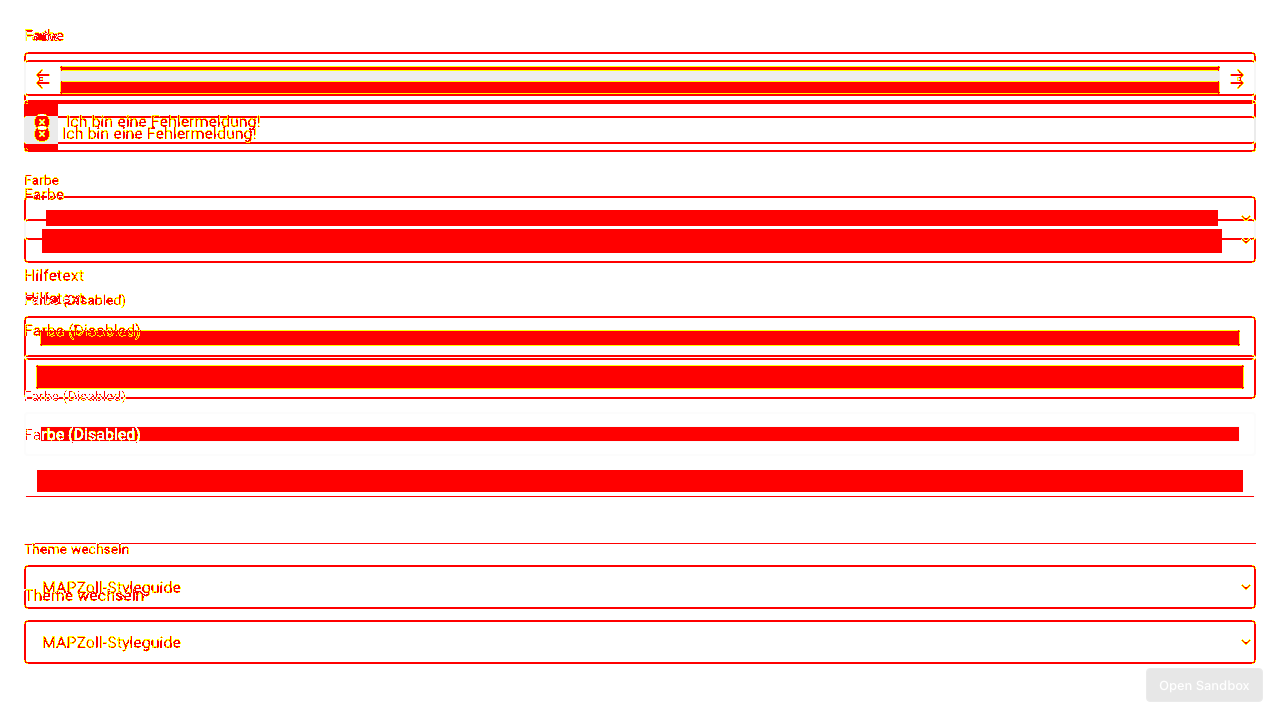 Farbe
Ich bin eine Fehlermeldung!
Ich bin eine Fehlermeldung!
Farbe
Farbe
Hilfetext
Hilfetext
Farbe (Disabled)
Farbe (Disabled)
Farbe (Disabled)
Farbe (Disabled)
Theme wechseln
MAPZoll-Styleguide
Theme wechseln
MAPZoll-Styleguide
Open Sandbox